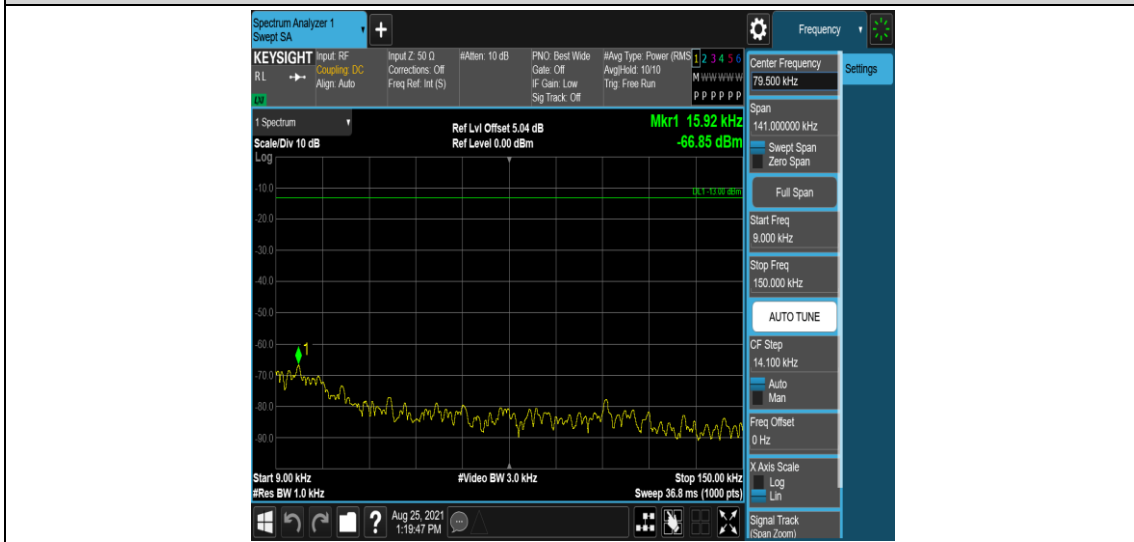 Spectrum Analyzer 1
Swept SA
+
Frequency
KEYSIGHT
RL
LXI
Input: RF
Coupling: DC
Align: Auto
Input Z: 50 Ω
Corrections: Off
Freq Ref: Int (S)
#Atten: 10 dB
PNO: Best Wide
Gate: Off
IF Gain: Low
Sig Track: Off
#Avg Type: Power (RMS
Avg|Hold: 10/10
Trig: Free Run
1 2 3 4 5 6
M W W W W W
P P P P P P
1 Spectrum
Scale/Div 10 dB
Log
Ref Lvl Offset 5.04 dB
Ref Level 0.00 dBm
Mkr1 15.92 kHz
-66.85 dBm
DL1 -13.00 dBm
-10.0
-20.0
-30.0
-40.0
-50.0
-60.0
-70.0
-80.0
-90.0
1
Start 9.00 kHz
#Res BW 1.0 kHz
#Video BW 3.0 kHz
Stop 150.00 kHz
Sweep 36.8 ms (1000 pts)
Center Frequency
79.500 kHz
Settings
Span
141.000000 kHz
Swept Span
Zero Span
Full Span
Start Freq
9.000 kHz
Stop Freq
150.000 kHz
AUTO TUNE
CF Step
14.100 kHz
Auto
Man
Freq Offset
0 Hz
X Axis Scale
Log
Lin
Signal Track
(Span Zoom)
?
Aug 25, 2021
1:19:47 PM